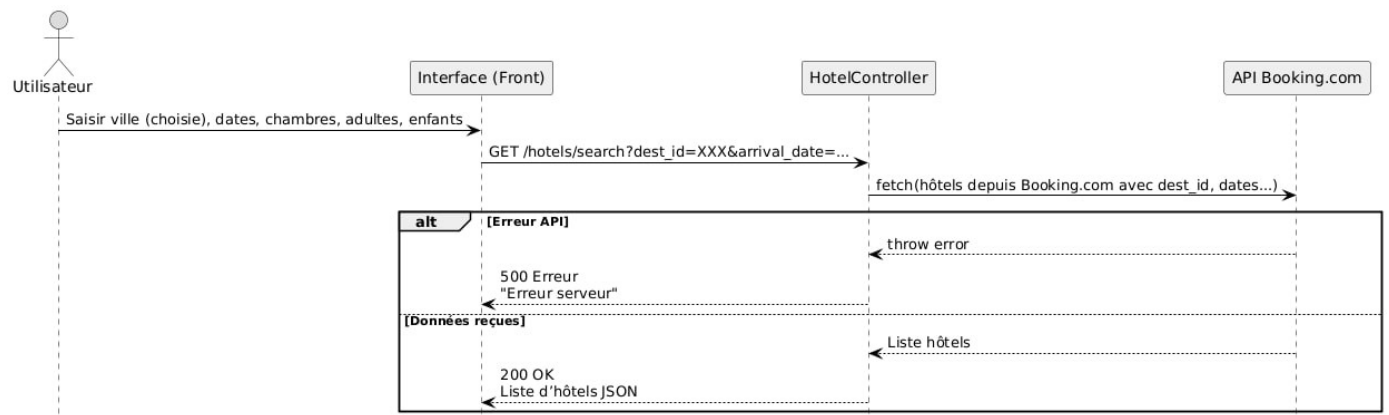 Utilisateur
Interface (Front)
HotelController
API Booking.com
Saisir ville (choisie), dates, chambres, adultes, enfants
GET /hotels/search?dest_id=XXX&arrival_date=...
fetch(hôtels depuis Booking.com avec dest_id, dates...)
alt [Erreur API]
throw error
500 Erreur
"Erreur serveur"
[Données reçues]
Liste hôtels
200 OK
Liste d’hôtels JSON